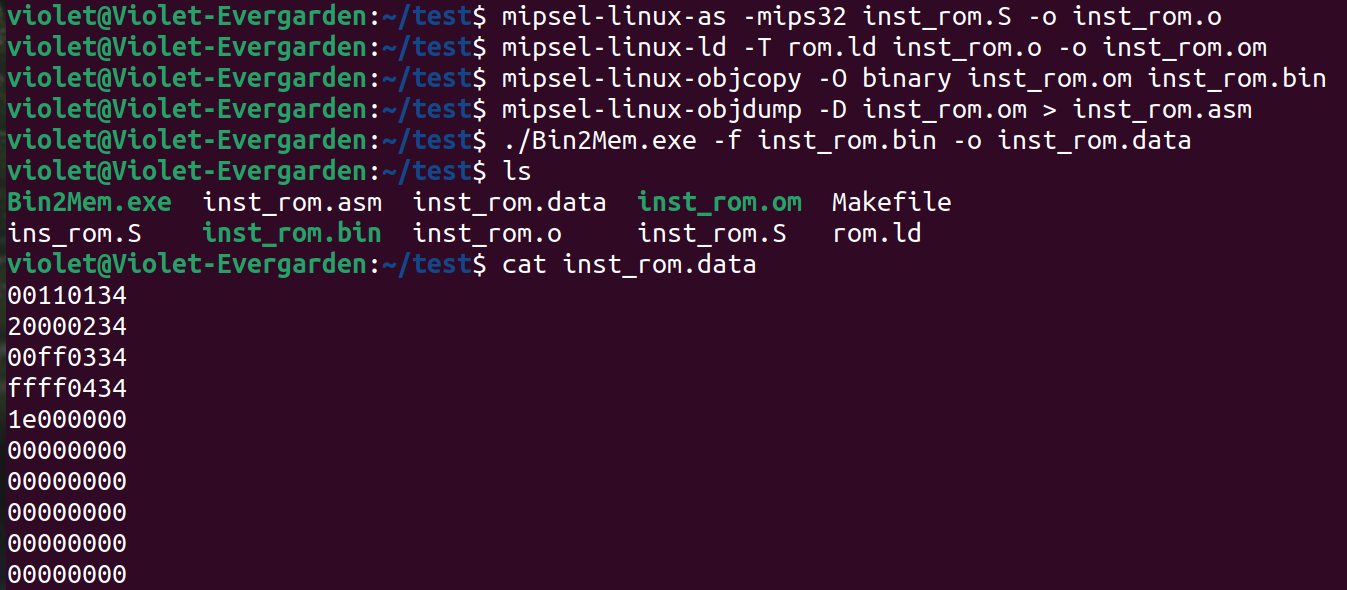 violet@Violet-Evergarden:~/test$ mipsel-linux-as -mips32 inst_rom.S -o inst_rom.o
violet@Violet-Evergarden:~/test$ mipsel-linux-ld -T rom.ld inst_rom.o -o inst_rom.om
violet@Violet-Evergarden:~/test$ mipsel-linux-objcopy -O binary inst_rom.om inst_rom.bin
violet@Violet-Evergarden:~/test$ mipsel-linux-objdump -D inst_rom.om > inst_rom.asm
violet@Violet-Evergarden:~/test$ ./Bin2Mem.exe -f inst_rom.bin -o inst_rom.data
violet@Violet-Evergarden:~/test$ ls
Bin2Mem.exe  inst_rom.asm  inst_rom.data  inst_rom.om  Makefile
ins_rom.S    inst_rom.bin  inst_rom.o     inst_rom.S   rom.ld
violet@Violet-Evergarden:~/test$ cat inst_rom.data
00110134
20000234
00ff0334
ffff0434
1e000000
00000000
00000000
00000000
00000000
00000000